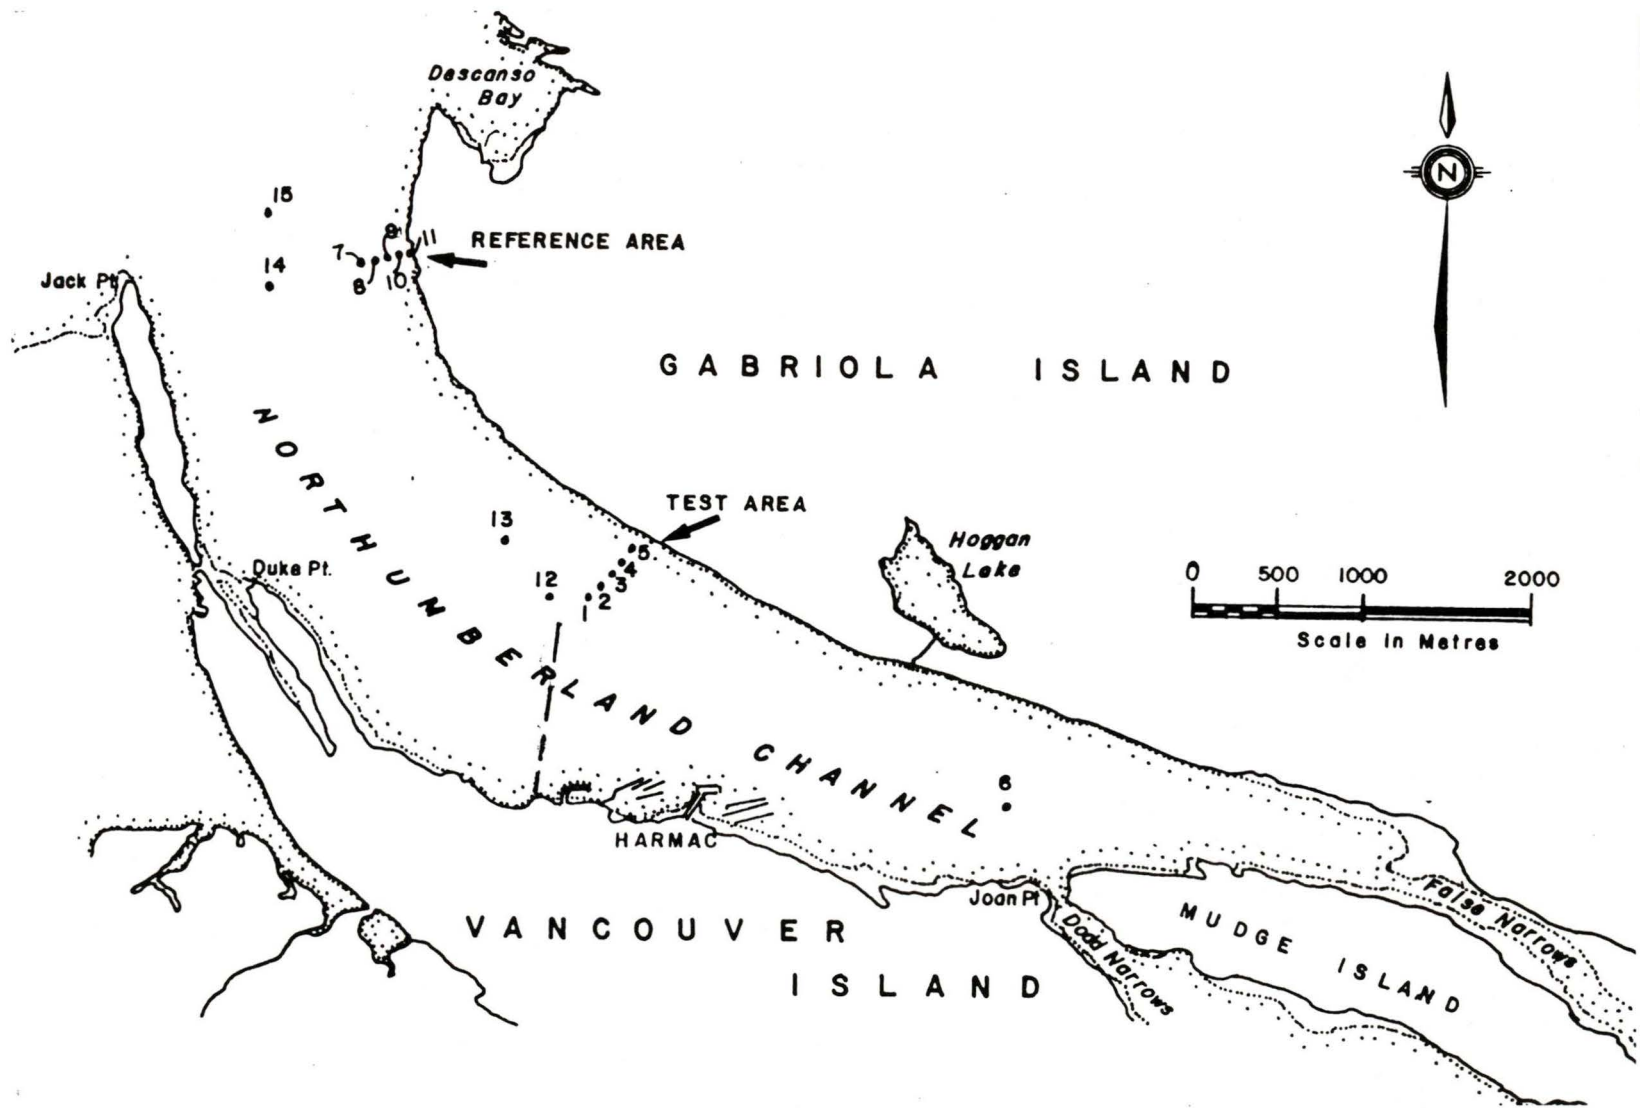 Descanso
Bay
15
9
11
REFERENCE AREA
7
14
8
10
Jack Pt.
N
GABRIOLA ISLAND
NORTHUMBERLAND CHANNEL
TEST AREA
13
5
4
3
2
1
12
Duke Pt.
Hoggan
Lake
0 500 1000 2000
Scale in Metres
6
HARMAC
Joan Pt
VANCOUVER
ISLAND
Dodd Narrows
MUDGE ISLAND
False Narrows